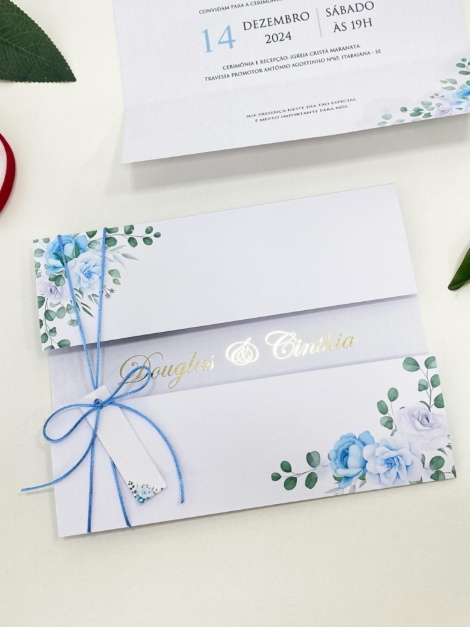 CONVIDAM PARA A CERIMÔNIA
14
DEZEMBRO
2024
SÁBADO
ÀS 19H
CERIMÔNIA E RECEPÇÃO: IGREJA CRISTÃ MARANATA
TRAVESSA PROMOTOR ANTÔNIO AGOSTINHO Nº65, ITABAIANA - SE
SUA PRESENÇA NESTE DIA TÃO ESPECIAL
É MUITO IMPORTANTE PARA NÓS.
Douglas & Cinthia